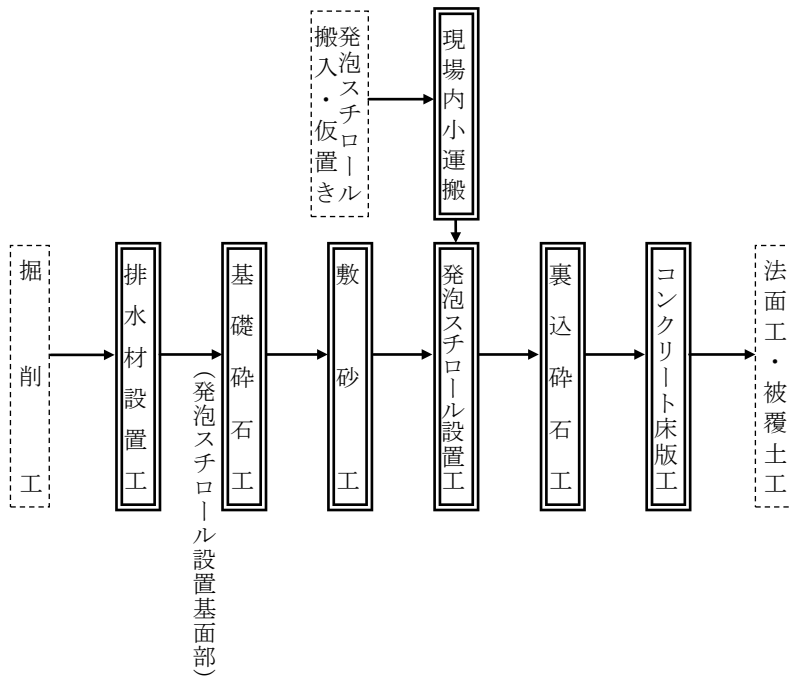 発泡スチロール
搬入・仮置き
現場内小運搬
掘削工
排水材設置工
基礎砕石工
(発泡スチロール設置基面部)
敷砂工
発泡スチロール設置工
裏込砕石工
コンクリート床版工
法面工・被覆土工